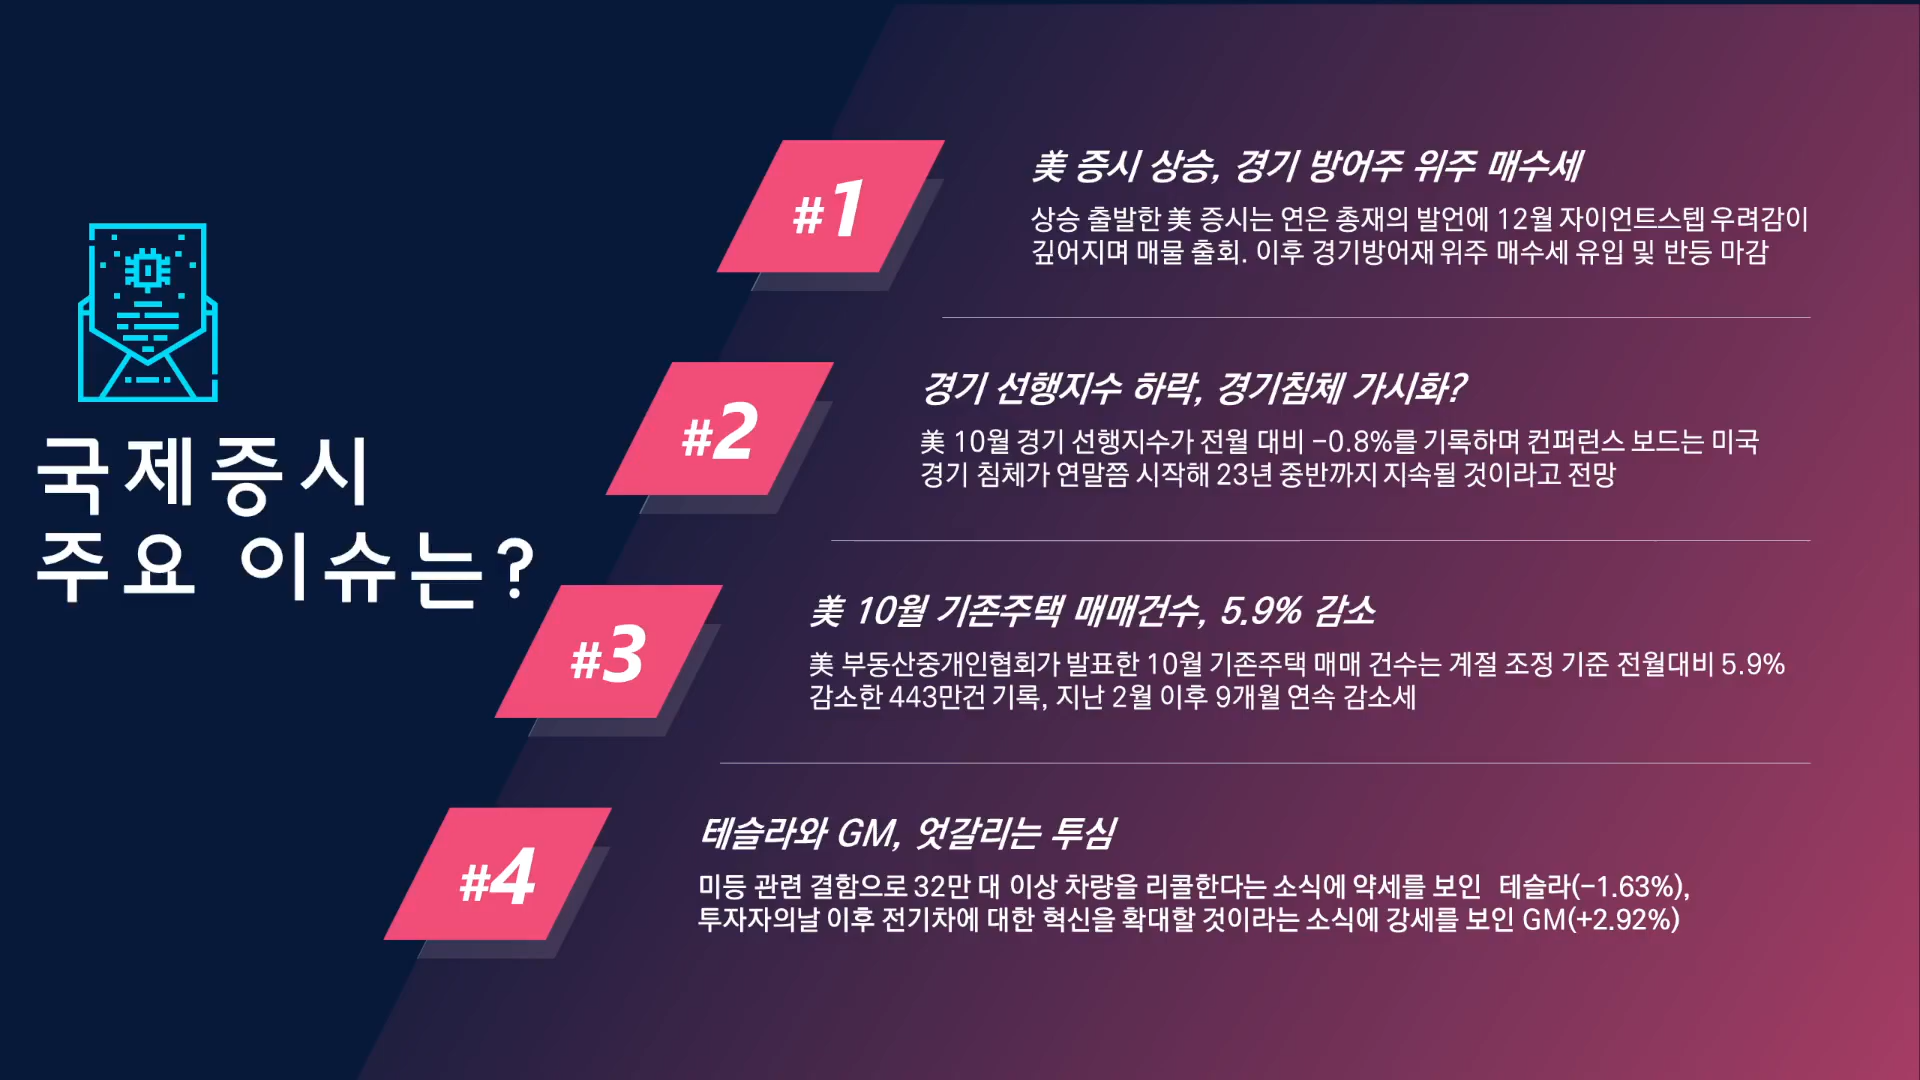 국제증시
주요 이슈는?
#1
美 증시 상승, 경기 방어주 위주 매수세
상승 출발한 美 증시는 연은 총재의 발언에 12월 자이언트스텝 우려감이
깊어지며 매물 출회. 이후 경기방어재 위주 매수세 유입 및 반등 마감
#2
경기 선행지수 하락, 경기침체 가시화?
美 10월 경기 선행지수가 전월 대비 -0.8%를 기록하며 컨퍼런스 보드는 미국
경기 침체가 연말쯤 시작해 23년 중반까지 지속될 것이라고 전망
#3
美 10월 기존주택 매매건수, 5.9% 감소
美 부동산중개인협회가 발표한 10월 기존주택 매매 건수는 계절 조정 기준 전월대비 5.9%
감소한 443만건 기록, 지난 2월 이후 9개월 연속 감소세
#4
테슬라와 GM, 엇갈리는 투심
미등 관련 결함으로 32만 대 이상 차량을 리콜한다는 소식에 약세를 보인 테슬라(-1.63%),
투자자의날 이후 전기차에 대한 혁신을 확대할 것이라는 소식에 강세를 보인 GM(+2.92%)